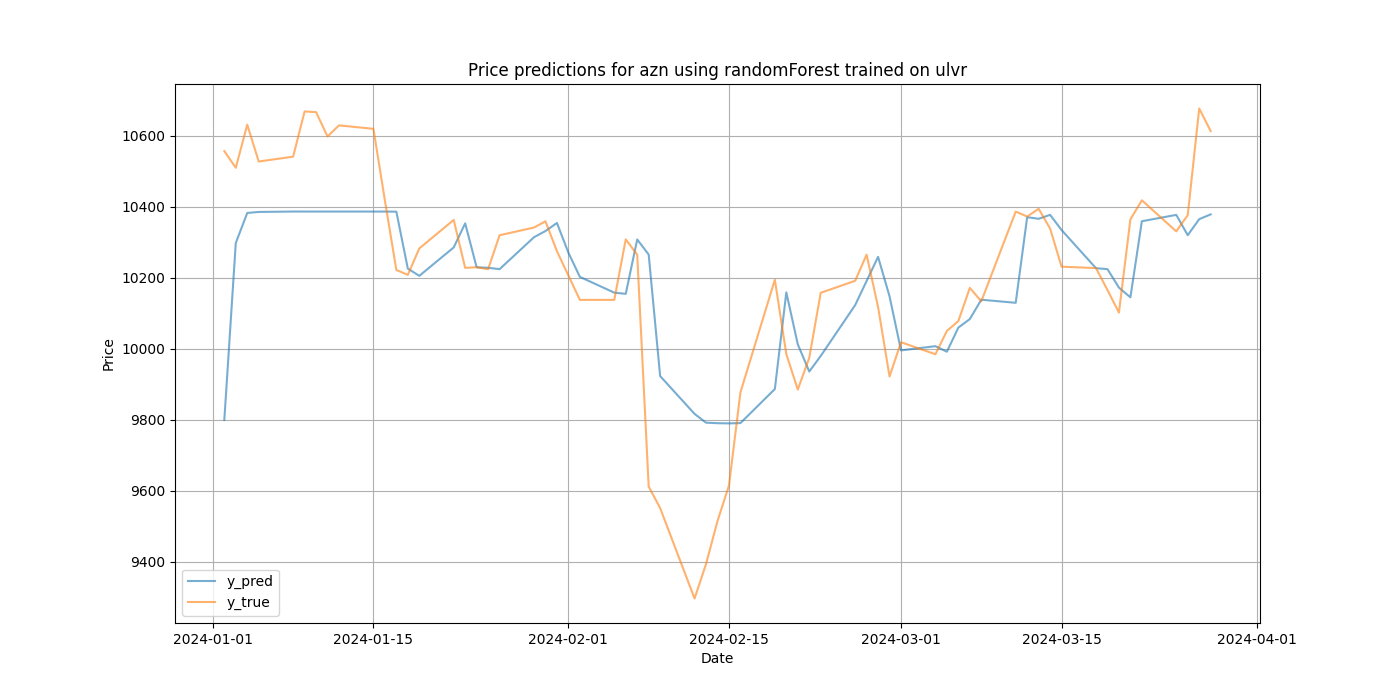 Price predictions for azn using randomForest trained on ulvr
Price
10600
10400
10200
10000
9800
9600
9400
y_pred
y_true
2024-01-01 2024-01-15 2024-02-01 2024-02-15 2024-03-01 2024-03-15 2024-04-01
Date